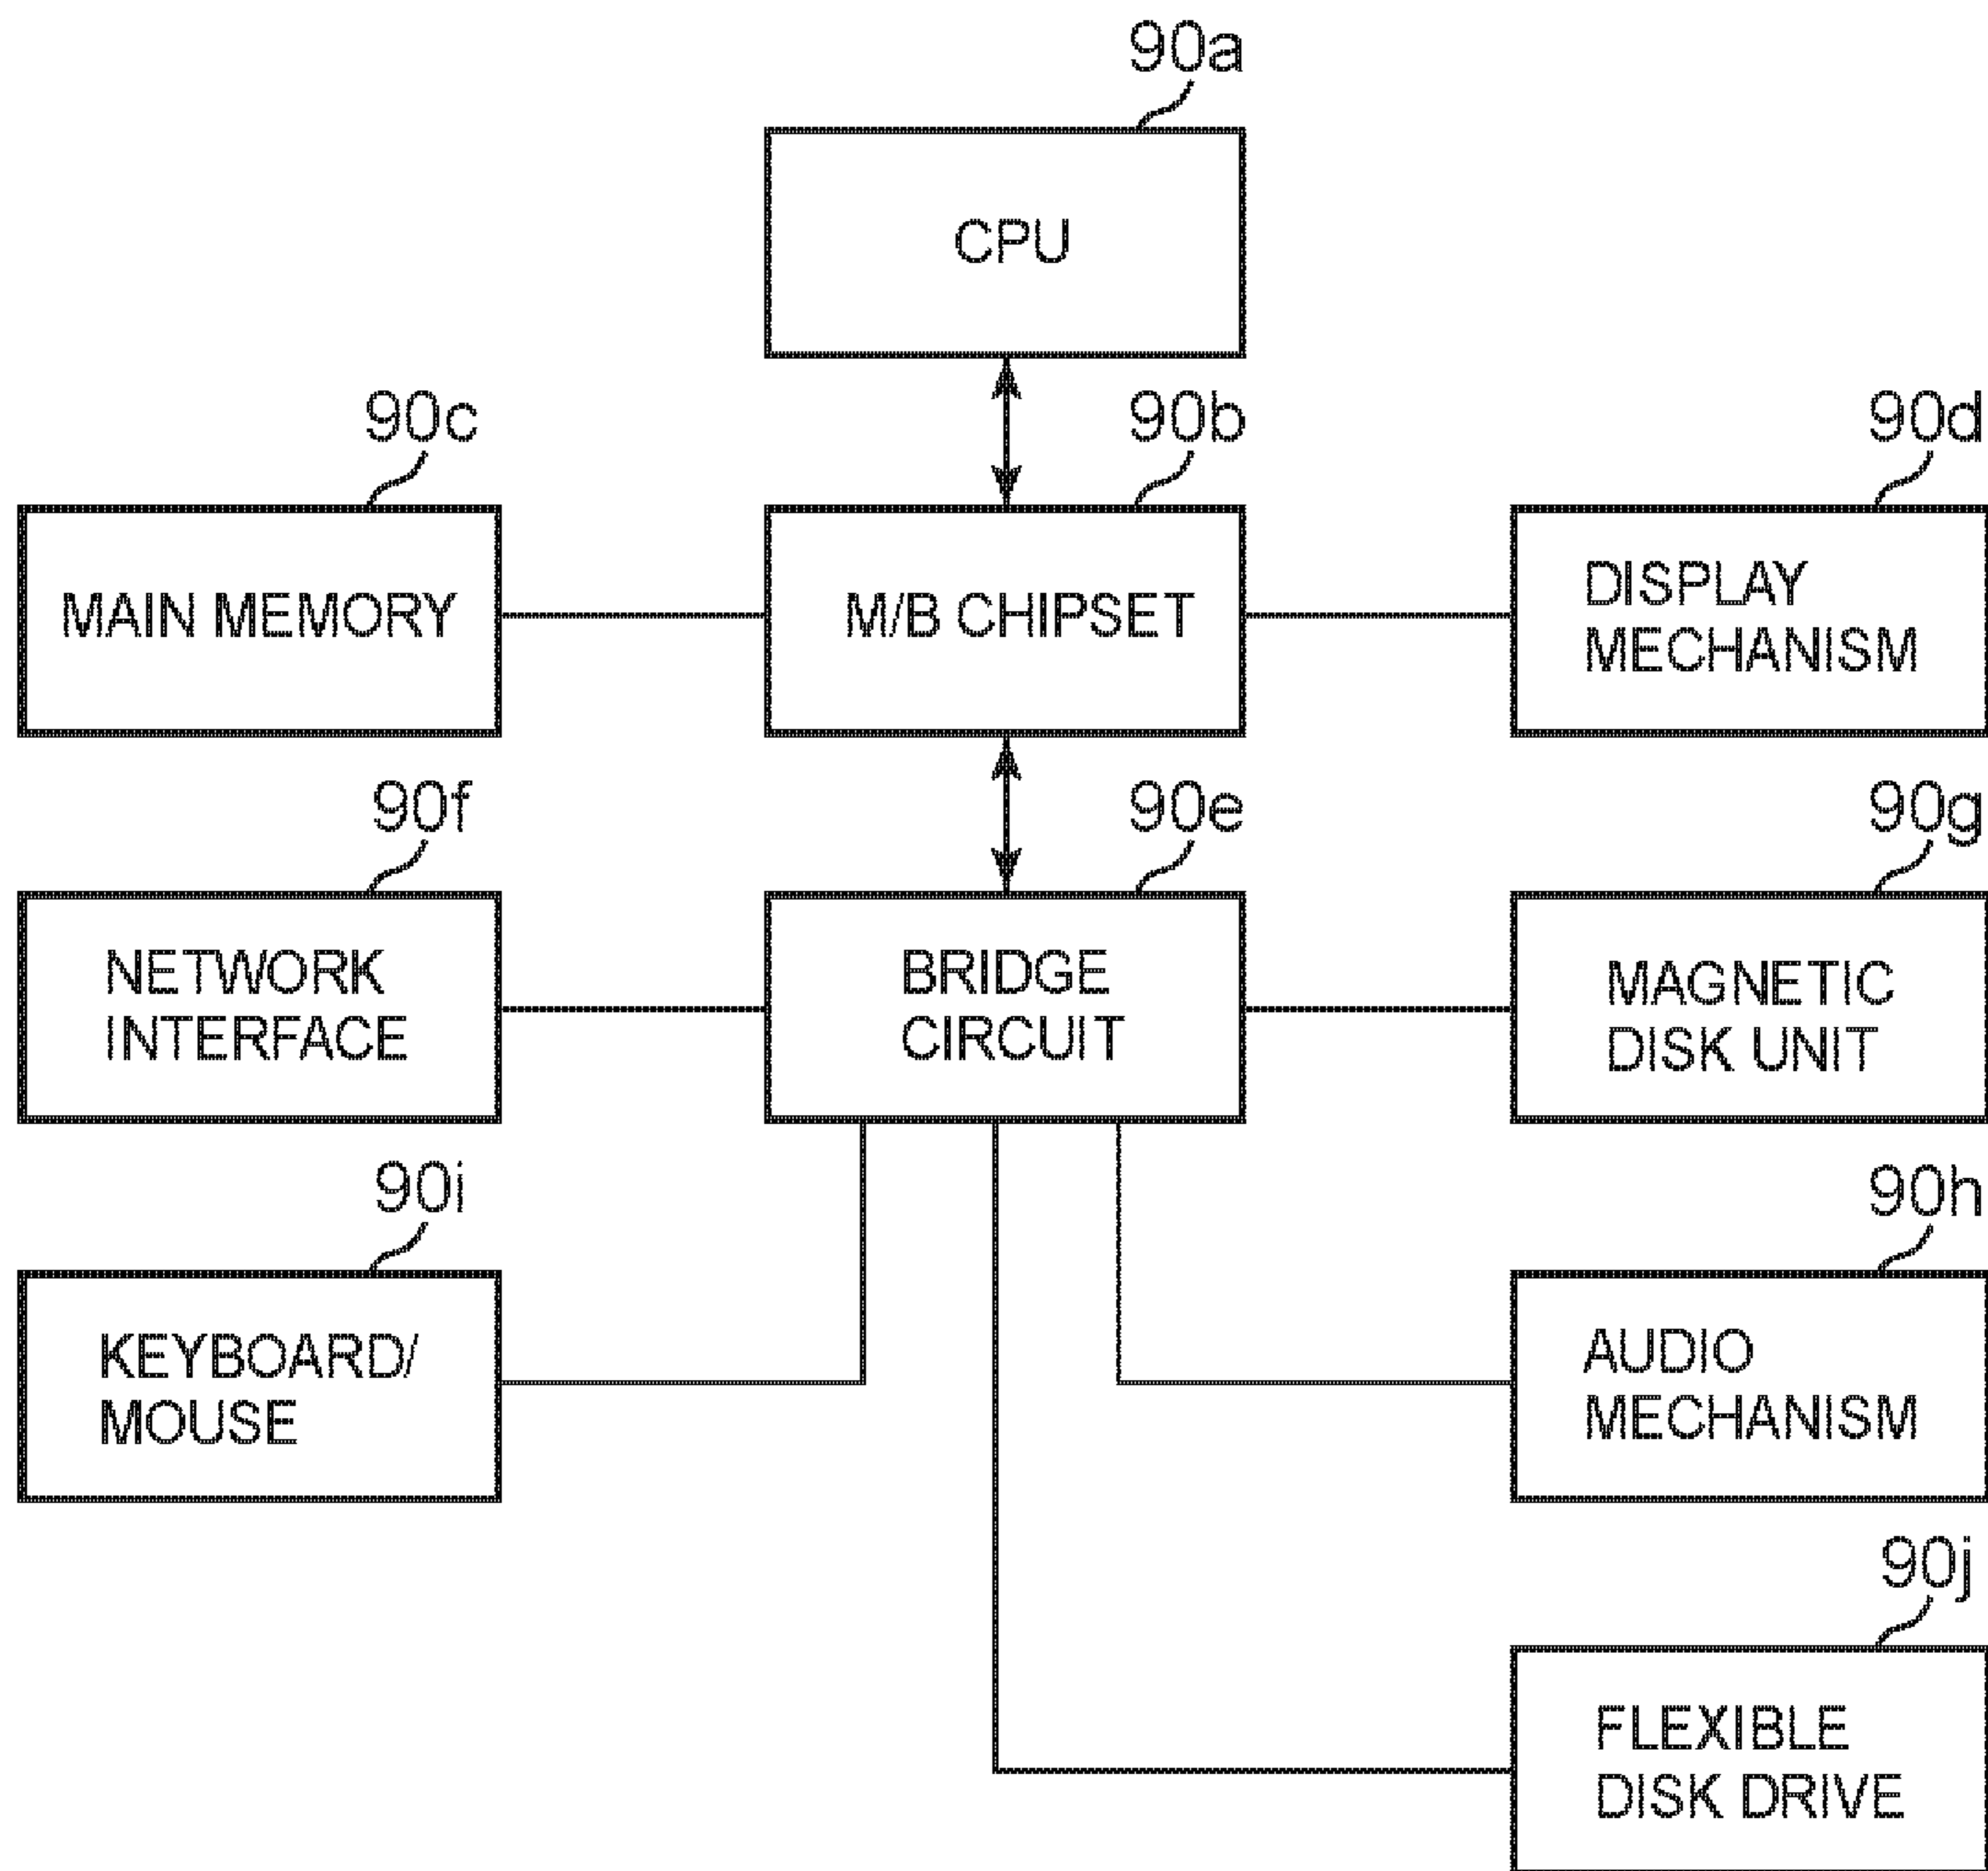 90a
CPU
90c
90b
90d
MAIN MEMORY
M/B CHIPSET
DISPLAY
MECHANISM
90f
90e
90g
NETWORK
INTERFACE
BRIDGE
CIRCUIT
MAGNETIC
DISK UNIT
90i
90h
KEYBOARD/
MOUSE
AUDIO
MECHANISM
90j
FLEXIBLE
DISK DRIVE